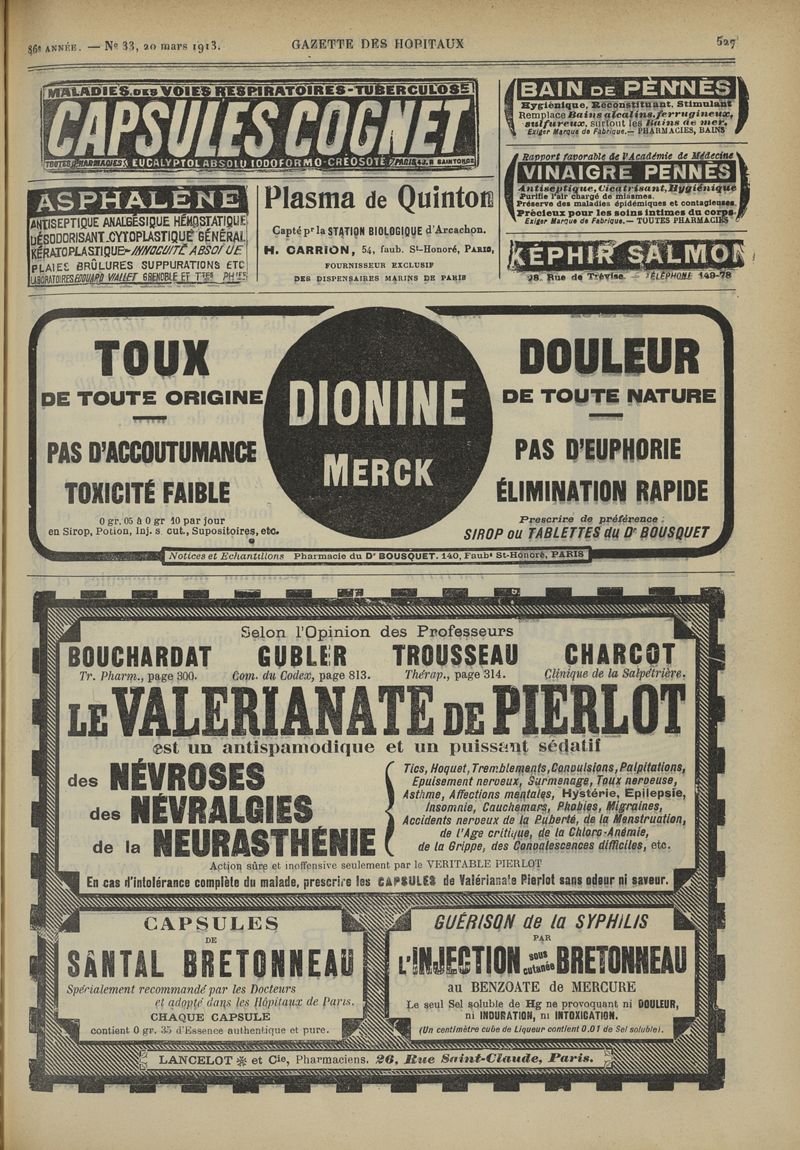 86e ANNÉE. — No 33, 20 mars 1913.
GAZETTE DES HOPITAUX
527
MALADIES DES VOIES RESPIRATOIRES - TUBERCULOSE
CAPSULES COGNET
TOUTES PHARMACIES EUCALYPTOL ABSOLU IODOFORMO-CRÉOSOTÉ PARIS, 43, R SAINTONGE
ASPHALÈNE
ANTISEPTIQUE ANALGÉSIQUE HÉMOSTATIQUE
DÉSODORISANT CYTOPLASTIQUE GÉNÉRAL
KÉRATOPLASTIQUE - INNOCUITÉ ABSOLUE
PLAIES BRÛLURES SUPPURATIONS ETC
LABORATOIRES EDOUARD VIALLET GRENOBLE ET TTES PHIES
Plasma de Quinton
Capté pr la STATION BIOLOGIQUE d'Arcachon.
H. CARRION, 54, faub. St-Honoré, PARIS,
FOURNISSEUR EXCLUSIF
DES DISPENSAIRES MARINS DE PARIS
BAIN DE PENNÈS
Hygiénique, Reconstituant, Stimulant
Remplace Bains alcalins, ferrugineux,
sulfureux, surtout les Bains de mer.
Exiger Marque de Fabrique. — PHARMACIES, BAINS
Rapport favorable de l'Académie de Médecine
VINAIGRE PENNÈS
Antiseptique, Cicatrisant, Hygiénique
Purifie l'air chargé de miasmes.
Préserve des maladies épidémiques et contagieuses.
Précieux pour les soins intimes du corps.
Exiger Marque de Fabrique. — TOUTES PHARMACIES
KÉPHIR SALMON
28, Rue de Trévise. — TÉLÉPHONE 149-78
TOUX
DE TOUTE ORIGINE
PAS D'ACCOUTUMANCE
TOXICITÉ FAIBLE
0 gr. 05 à 0 gr 10 par jour
en Sirop, Potion, Inj. s. cut., Supositoires, etc.
DIONINE
MERCK
DOULEUR
DE TOUTE NATURE
PAS D'EUPHORIE
ÉLIMINATION RAPIDE
Prescrire de préférence :
SIROP ou TABLETTES du Dr BOUSQUET
Notices et Echantillons Pharmacie du Dr BOUSQUET. 140, Faubg St-Honoré, PARIS
Selon l'Opinion des Professeurs
BOUCHARDAT GUBLER TROUSSEAU CHARCOT
Tr. Pharm., page 300. Com. du Codex, page 813. Thérap., page 314. Clinique de la Salpétrière.
LE VALERIANATE DE PIERLOT
est un antispamodique et un puissant sédatif
des NÉVROSES
des NÉVRALGIES
de la NEURASTHÉNIE
Tics, Hoquet, Tremblements, Convulsions, Palpitations,
Epuisement nerveux, Surmenage, Toux nerveuse,
Asthme, Affections mentales, Hystérie, Epilepsie,
Insomnie, Cauchemars, Phobies, Migraines,
Accidents nerveux de la Puberté, de la Menstruation,
de l'Age critique, de la Chloro-Anémie,
de la Grippe, des Convalescences difficiles, etc.
Action sûre et inoffensive seulement par le VERITABLE PIERLOT
En cas d'intolérance complète du malade, prescrire les CAPSULES de Valérianate Pierlot sans odeur ni saveur.
CAPSULES
DE
SANTAL BRETONNEAU
Spécialement recommandé par les Docteurs
et adopté dans les Hôpitaux de Paris.
CHAQUE CAPSULE
contient 0 gr. 35 d'Essence authentique et pure.
GUÉRISON de la SYPHILIS
PAR
L'INJECTION sous cutanée BRETONNEAU
au BENZOATE de MERCURE
Le seul Sel soluble de Hg ne provoquant ni DOULEUR,
ni INDURATION, ni INTOXICATION.
(Un centimètre cube de Liqueur contient 0.01 de Sel soluble).
LANCELOT et Cie, Pharmaciens, 26, Rue Saint-Claude, Paris.